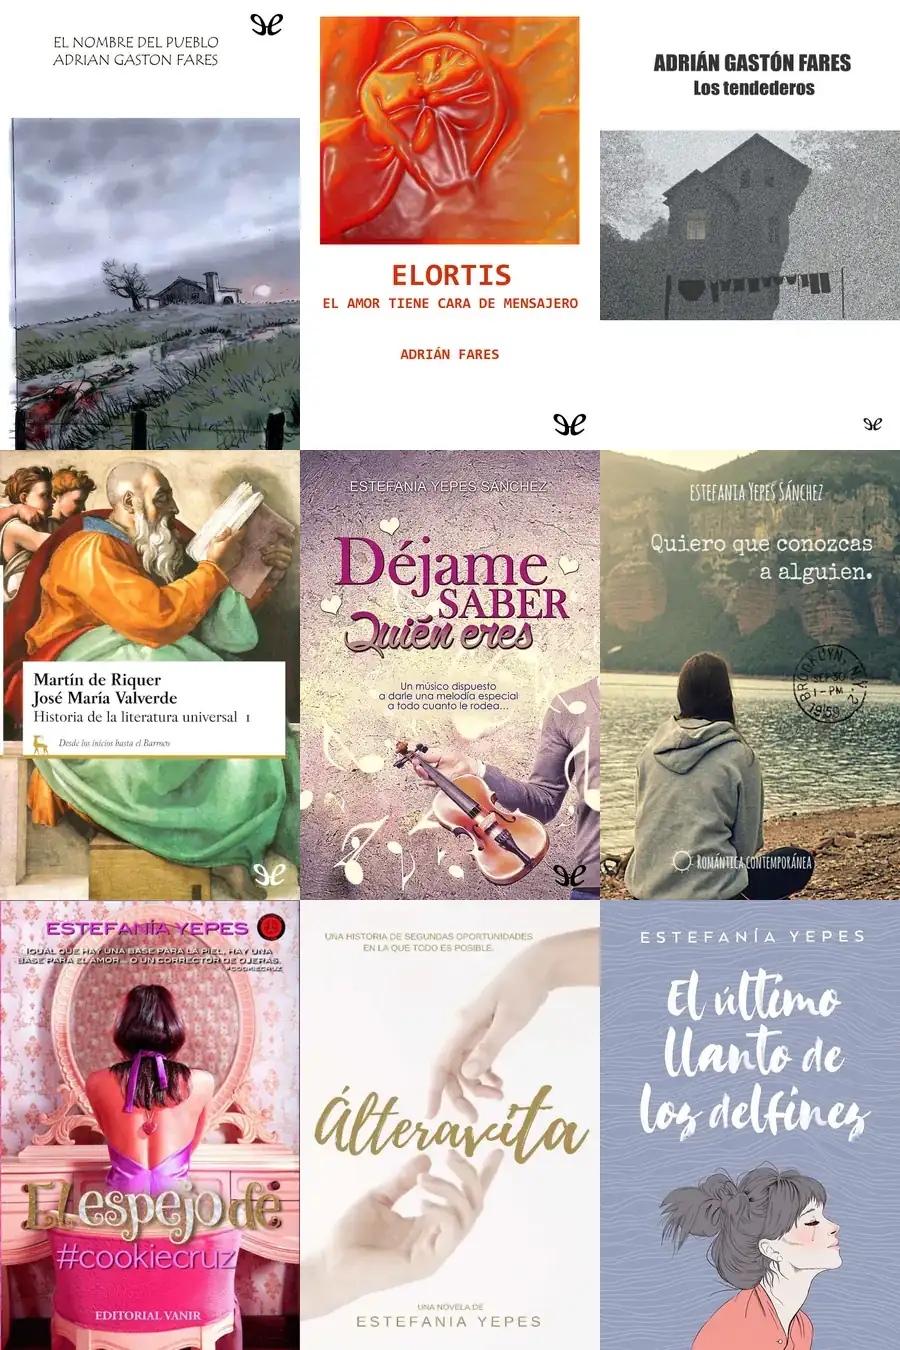 EL NOMBRE DEL PUEBLO
ADRIAN GASTON FARES
ELORTIS
EL AMOR TIENE CARA DE MENSAJERO
ADRIÁN FARES
ADRIÁN GASTÓN FARES
Los tendederos
Martín de Riquer
José María Valverde
Historia de la literatura universal I
Desde los inicios hasta el Barroco
ESTEFANIA YEPES SÁNCHEZ
Déjame
SABER
Quién eres
Un músico dispuesto
a darle una melodía especial
a todo cuanto le rodea...
ESTEFANIA YEPES SÁNCHEZ
Quiero que conozcas
a alguien.
BROOKLYN, N.Y. 2
SEP 30
1 - PM
1959
ROMÁNTICA CONTEMPORÁNEA
ESTEFANÍA YEPES
IGUAL QUE HAY UNA BASE PARA LA PIEL, HAY UNA
BASE PARA EL AMOR... O UN CORRECTOR DE OJERAS.
#COOKIECRUZ
El espejo de
#cookiecruz
EDITORIAL VANIR
UNA HISTORIA DE SEGUNDAS OPORTUNIDADES
EN LA QUE TODO ES POSIBLE.
Álteravita
UNA NOVELA DE
ESTEFANIA YEPES
ESTEFANÍA YEPES
El último
llanto de
los delfines